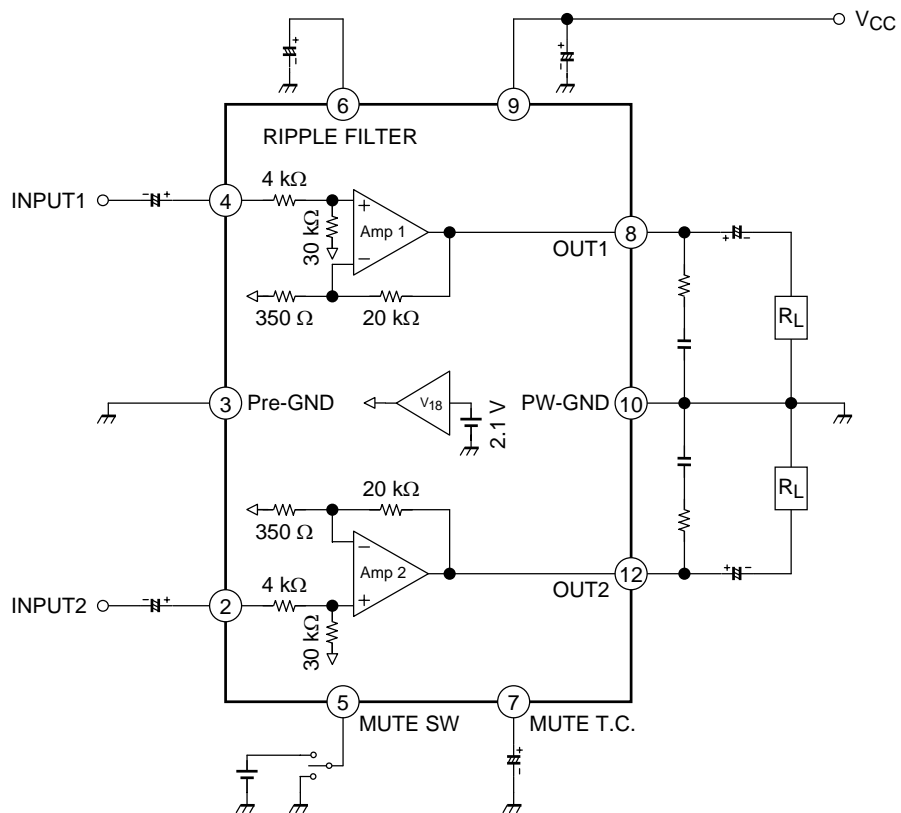 VCC
+
-
+
-
6
9
RIPPLE FILTER
INPUT1
- +
4
4 kΩ
30 kΩ
+
Amp 1
-
8
OUT1
+ -
350 Ω
20 kΩ
RL
3
Pre-GND
V18
2.1 V
PW-GND
10
20 kΩ
350 Ω
-
Amp 2
+
RL
12
OUT2
+ -
INPUT2
- +
2
4 kΩ
30 kΩ
5
MUTE SW
7
MUTE T.C.
+
-